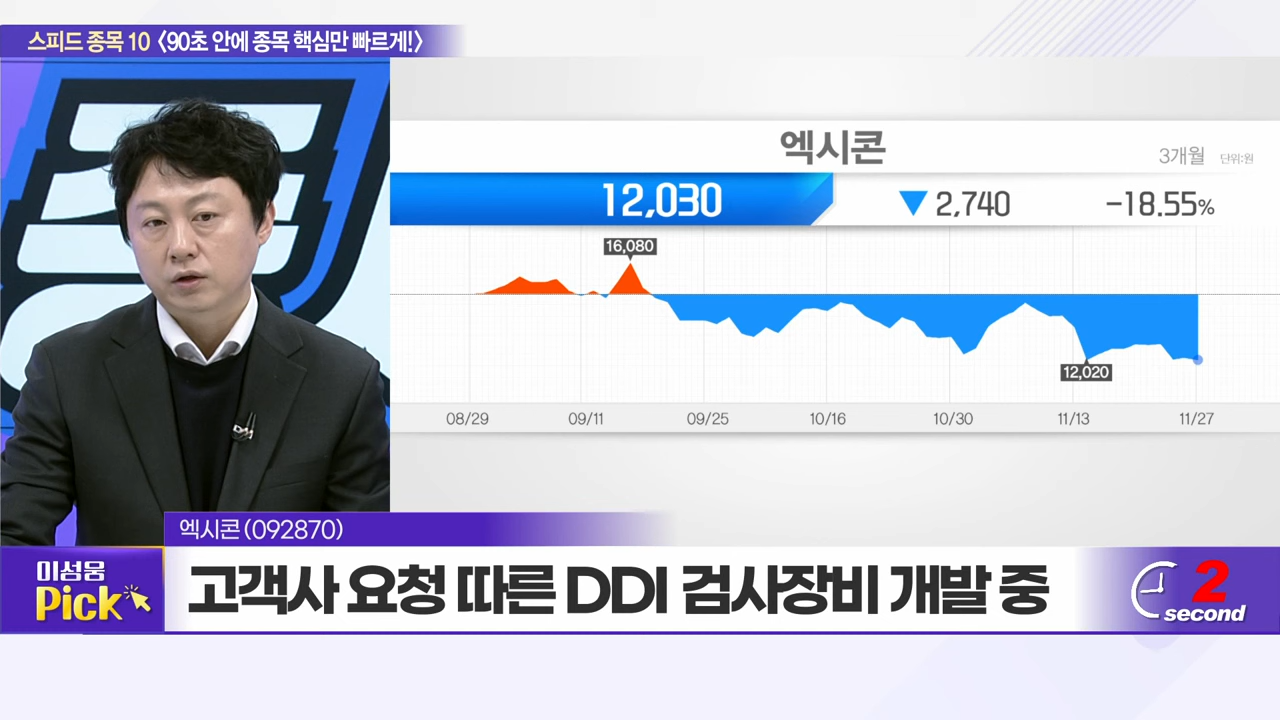 스피드 종목 10 〈90초 안에 종목 핵심만 빠르게!〉
엑시콘
3개월 단위:원
12,030 ▼ 2,740 -18.55%
16,080
12,020
08/29 09/11 09/25 10/16 10/30 11/13 11/27
엑시콘(092870)
이성웅
Pick
고객사 요청 따른 DDI 검사장비 개발 중
2
second